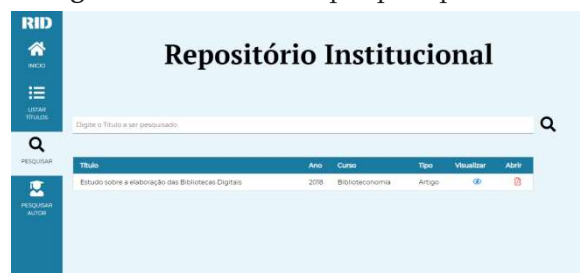 RID
INICIO
LISTAR
TÍTULOS
PESQUISAR
PESQUISAR
AUTOR
Repositório Institucional
Digite o Título a ser pesquisado
Título Ano Curso Tipo Visualizar Abrir
Estudo sobre a elaboração das Bibliotecas Digitais 2018 Biblioteconomia Artigo